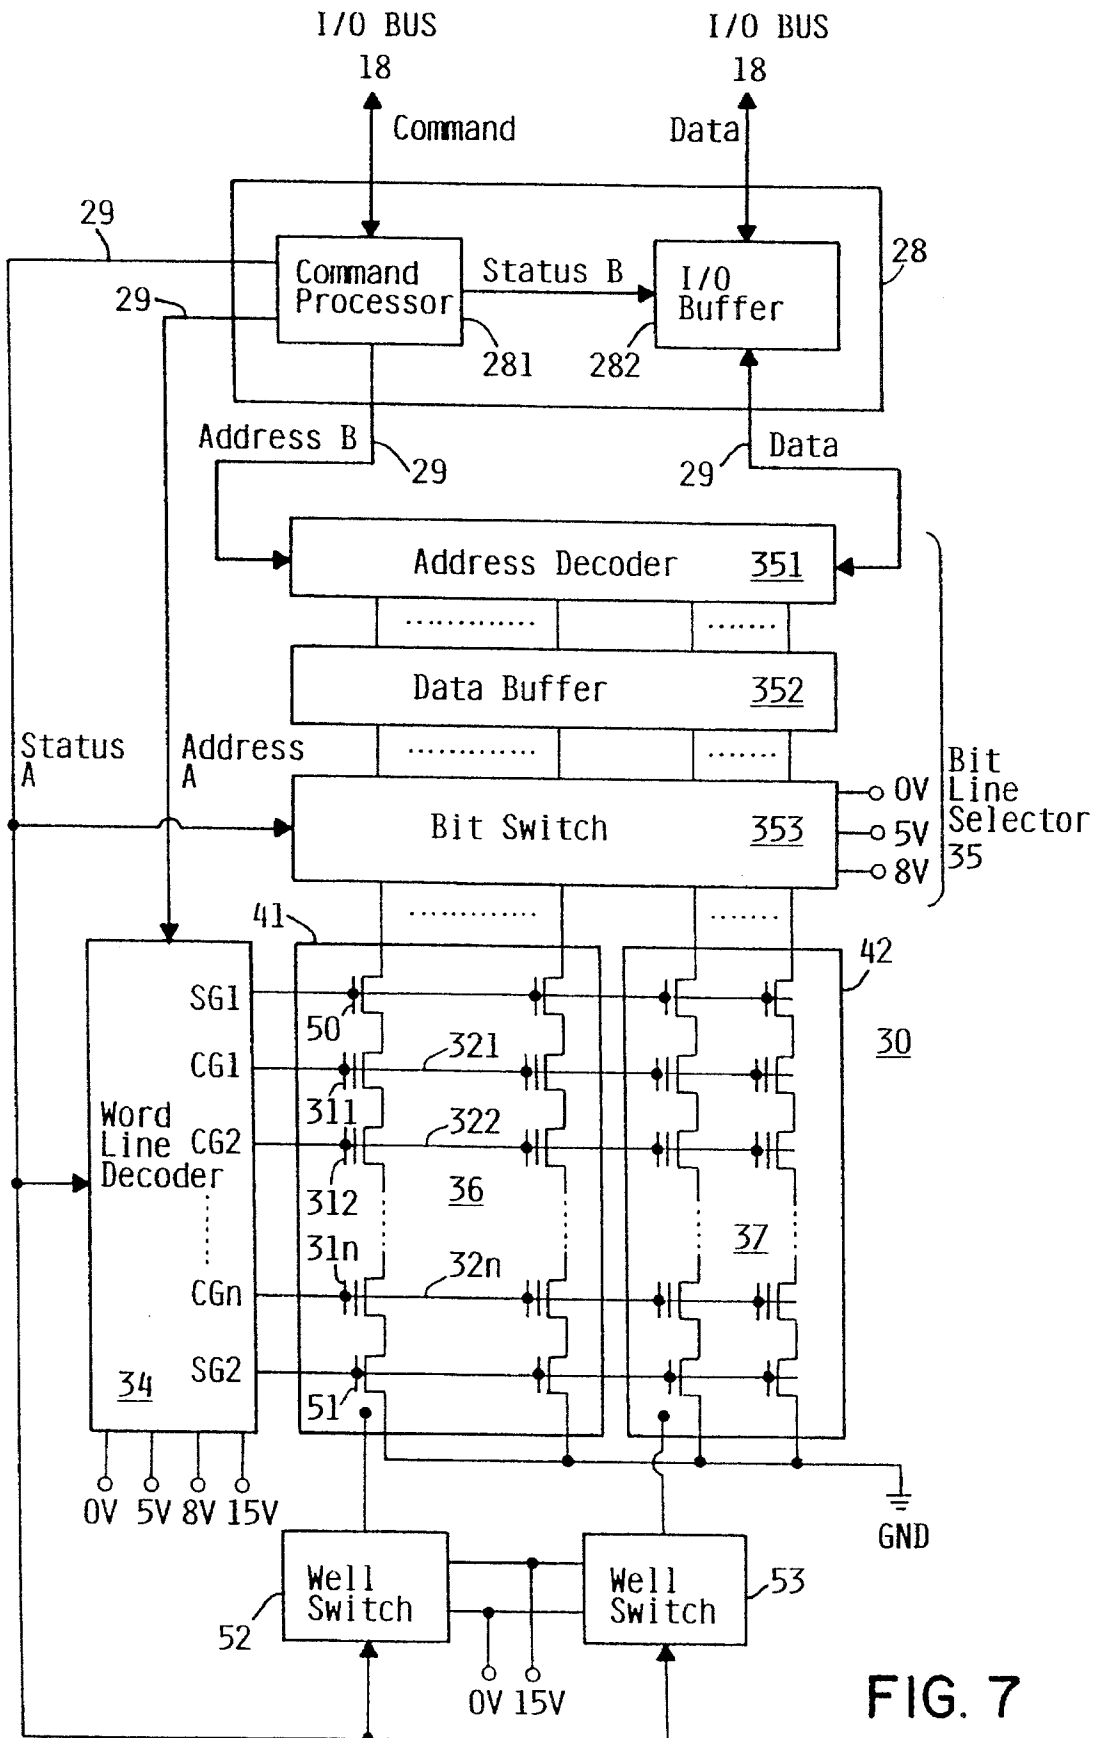 I/O BUS
18
I/O BUS
18
Command
Data
29
28
Command
Processor
Status B
I/O
Buffer
29
281
282
Address B
29
29
Data
Address Decoder 351
Data Buffer 352
Status
A
Address
A
Bit Switch 353
0V
5V
8V
Bit
Line
Selector
35
41
42
SG1
50
30
CG1
321
311
Word
Line
Decoder
CG2
322
312
36
37
31n
32n
CGn
SG2
34
51
0V 5V 8V 15V
GND
Well
Switch
52
Well
Switch
53
0V 15V
FIG. 7